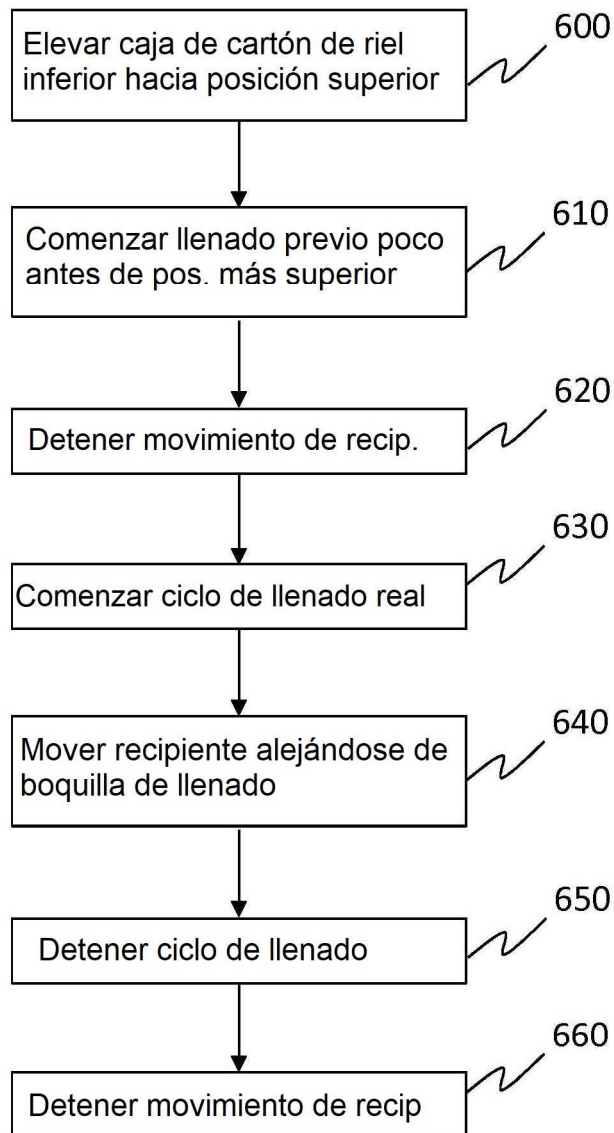 Elevar caja de cartón de riel
inferior hacia posición superior
600
Comenzar llenado previo poco
antes de pos. más superior
610
Detener movimiento de recip.
620
Comenzar ciclo de llenado real
630
Mover recipiente alejándose de
boquilla de llenado
640
Detener ciclo de llenado
650
Detener movimiento de recip
660